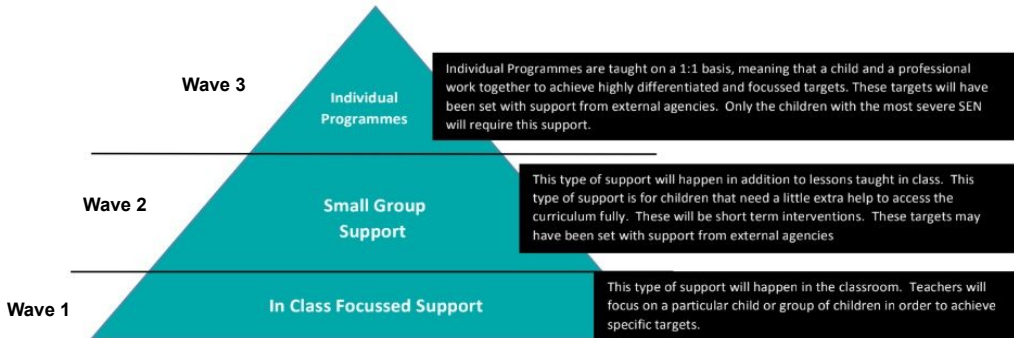 Wave 3
Individual
Programmes
Individual Programmes are taught on a 1:1 basis, meaning that a child and a professional
work together to achieve highly differentiated and focussed targets. These targets will have
been set with support from external agencies. Only the children with the most severe SEN
will require this support.
Wave 2
Small Group
Support
This type of support will happen in addition to lessons taught in class. This
type of support is for children that need a little extra help to access the
curriculum fully. These will be short term interventions. These targets may
have been set with support from external agencies
Wave 1
In Class Focussed Support
This type of support will happen in the classroom. Teachers will
focus on a particular child or group of children in order to achieve
specific targets.